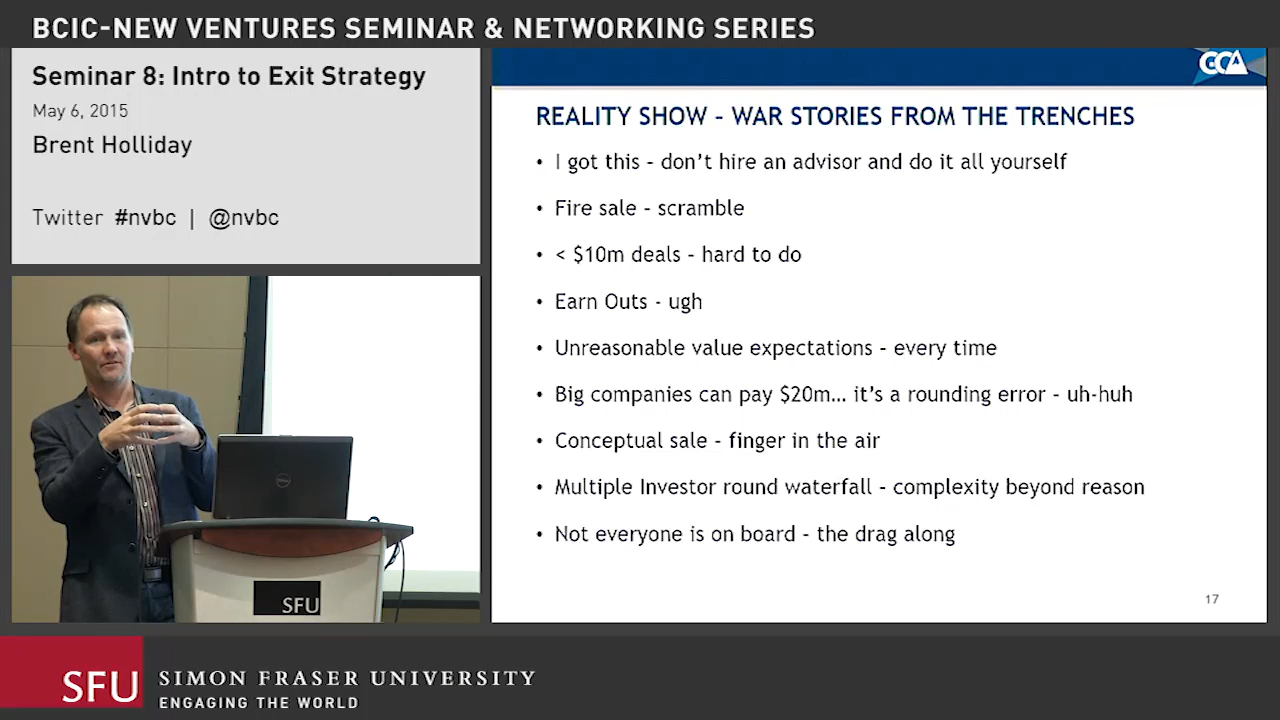 BCIC-NEW VENTURES SEMINAR & NETWORKING SERIES
Seminar 8: Intro to Exit Strategy
May 6, 2015
Brent Holliday
Twitter #nvbc | @nvbc
CCA
REALITY SHOW – WAR STORIES FROM THE TRENCHES
• I got this – don't hire an advisor and do it all yourself
• Fire sale – scramble
• < $10m deals – hard to do
• Earn Outs - ugh
• Unreasonable value expectations – every time
• Big companies can pay $20m… it's a rounding error – uh-huh
• Conceptual sale – finger in the air
• Multiple Investor round waterfall – complexity beyond reason
• Not everyone is on board – the drag along
17
DELL
SFU
SFU
SIMON FRASER UNIVERSITY
ENGAGING THE WORLD